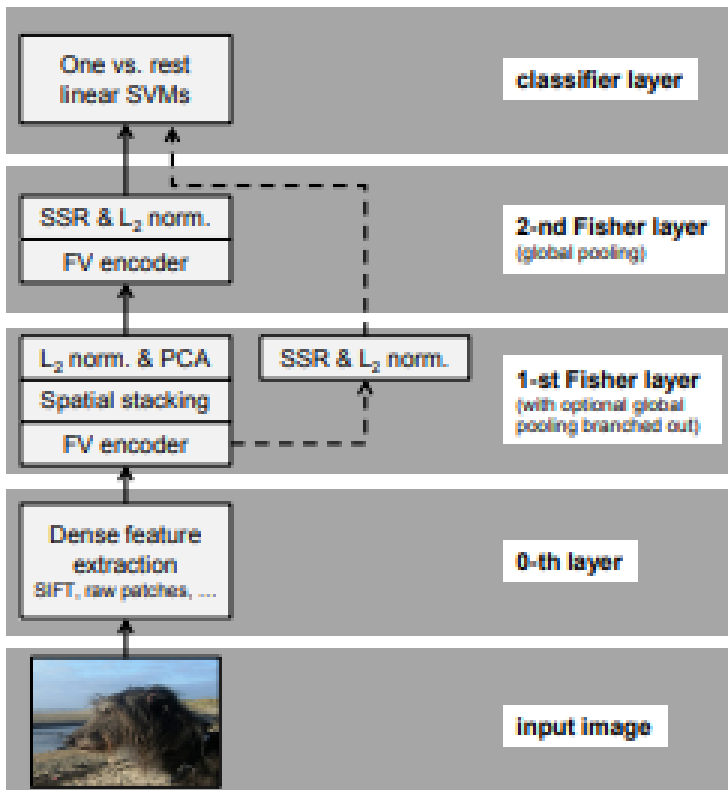 One vs. rest
linear SVMs
classifier layer
SSR & L₂ norm.
FV encoder
2-nd Fisher layer
(global pooling)
L₂ norm. & PCA
Spatial stacking
FV encoder
SSR & L₂ norm.
1-st Fisher layer
(with optional global
pooling branched out)
Dense feature
extraction
SIFT, raw patches, ...
0-th layer
input image